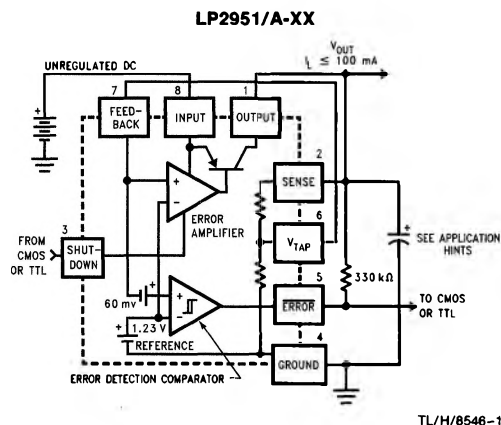 LP2951/A-XX
UNREGULATED DC
V_OUT
I_L ≤ 100 mA
7
8
1
FEED-
BACK
INPUT
OUTPUT
2
SENSE
+
−
ERROR
AMPLIFIER
6
V_TAP
3
FROM
CMOS
OR TTL
SHUT-
DOWN
+
SEE APPLICATION
HINTS
5
330 kΩ
60 mv
+
−
ERROR
TO CMOS
OR TTL
+
1.23 V
REFERENCE
4
GROUND
ERROR DETECTION COMPARATOR
TL/H/8546-1